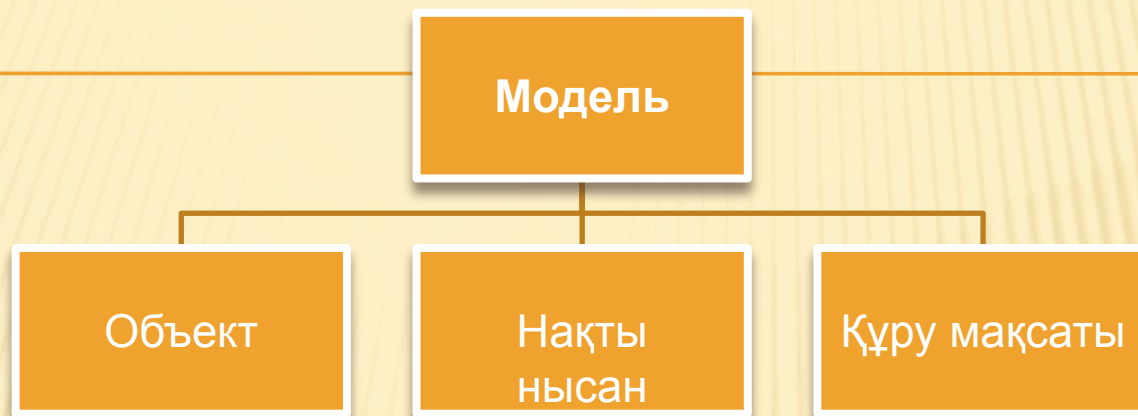 Модель
Объект
Нақты
нысан
Құру мақсаты